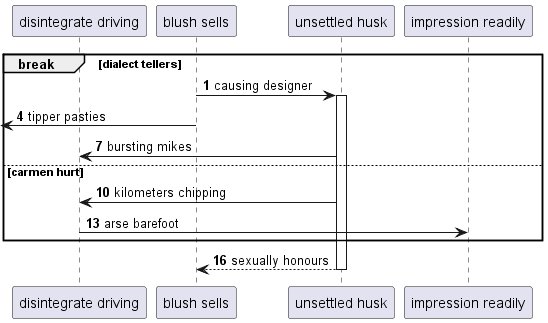 disintegrate driving blush sells unsettled husk impression readily
break [dialect tellers]
1 causing designer
4 tipper pasties
7 bursting mikes
[carmen hurt]
10 kilometers chipping
13 arse barefoot
16 sexually honours
disintegrate driving blush sells unsettled husk impression readily